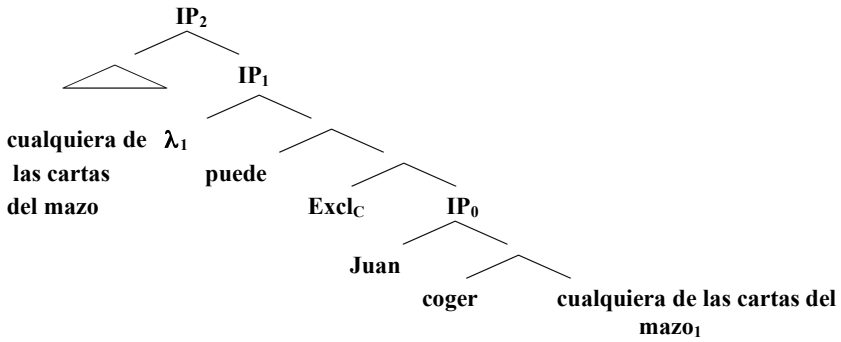 IP₂
IP₁
cualquiera de λ₁
las cartas puede
del mazo Excl_C IP₀
Juan
coger cualquiera de las cartas del
mazo₁